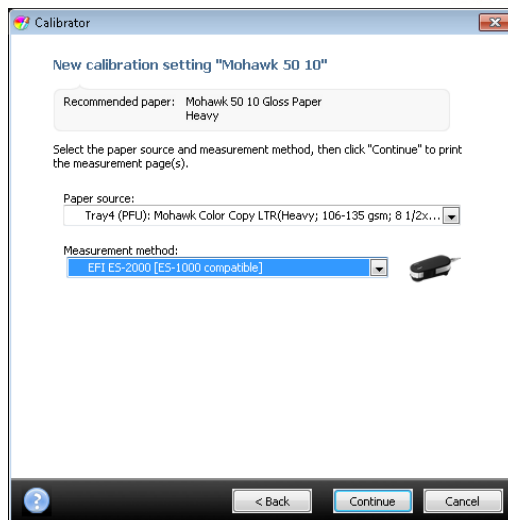 Calibrator
New calibration setting "Mohawk 50 10"
Recommended paper: Mohawk 50 10 Gloss Paper
Heavy
Select the paper source and measurement method, then click "Continue" to print
the measurement page(s).
Paper source:
Tray4 (PFU): Mohawk Color Copy LTR(Heavy; 106-135 gsm; 8 1/2x...
Measurement method:
EFI ES-2000 [ES-1000 compatible]
? < Back Continue Cancel